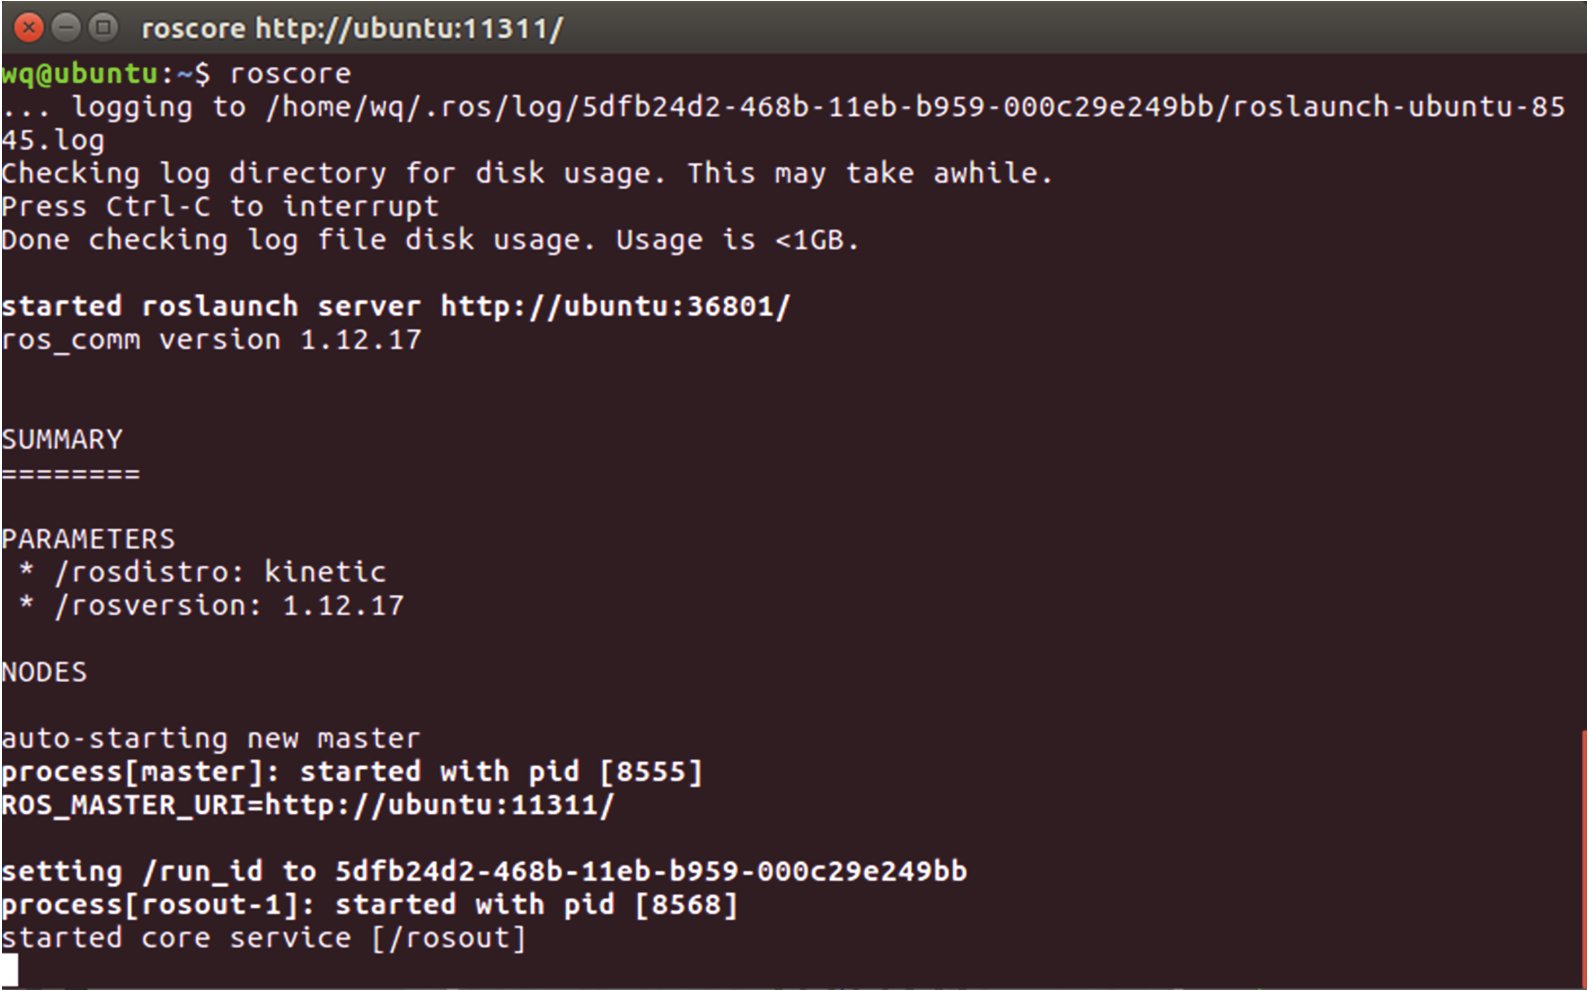 roscore http://ubuntu:11311/
wq@ubuntu:~$ roscore
... logging to /home/wq/.ros/log/5dfb24d2-468b-11eb-b959-000c29e249bb/roslaunch-ubuntu-85
45.log
Checking log directory for disk usage. This may take awhile.
Press Ctrl-C to interrupt
Done checking log file disk usage. Usage is <1GB.
started roslaunch server http://ubuntu:36801/
ros_comm version 1.12.17
SUMMARY
========
PARAMETERS
 * /rosdistro: kinetic
 * /rosversion: 1.12.17
NODES
auto-starting new master
process[master]: started with pid [8555]
ROS_MASTER_URI=http://ubuntu:11311/
setting /run_id to 5dfb24d2-468b-11eb-b959-000c29e249bb
process[rosout-1]: started with pid [8568]
started core service [/rosout]